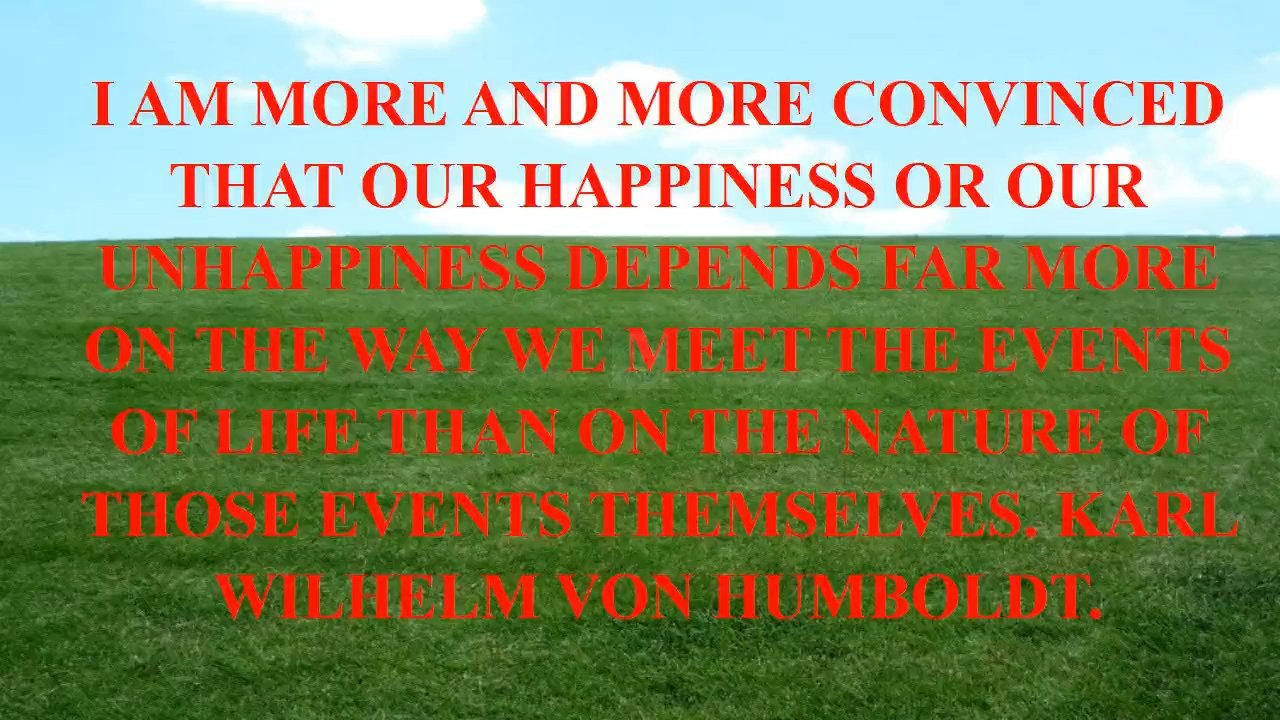 I AM MORE AND MORE CONVINCED
THAT OUR HAPPINESS OR OUR
UNHAPPINESS DEPENDS FAR MORE
ON THE WAY WE MEET THE EVENTS
OF LIFE THAN ON THE NATURE OF
THOSE EVENTS THEMSELVES. KARL
WILHELM VON HUMBOLDT.